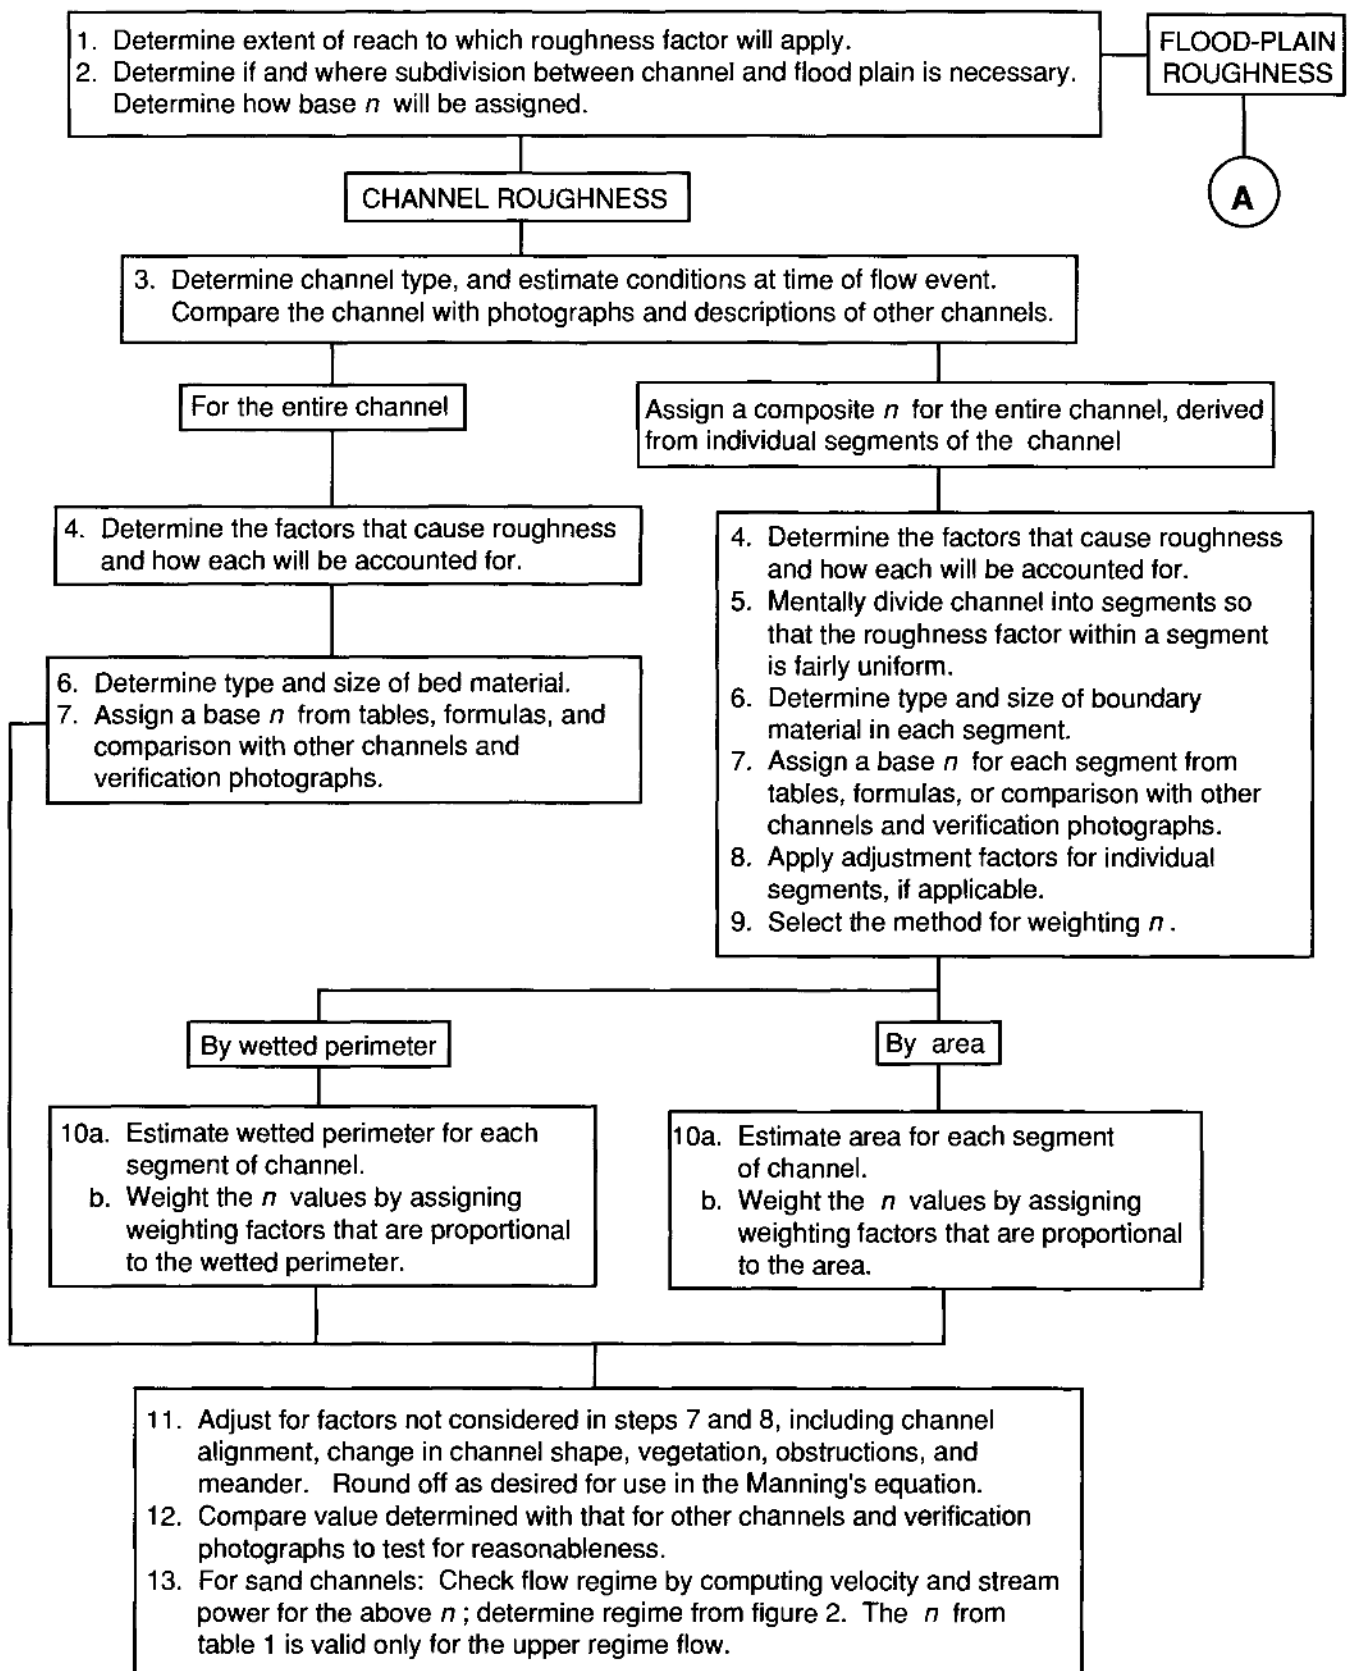 1. Determine extent of reach to which roughness factor will apply.
2. Determine if and where subdivision between channel and flood plain is necessary.
Determine how base n will be assigned.
FLOOD-PLAIN
ROUGHNESS
A
CHANNEL ROUGHNESS
3. Determine channel type, and estimate conditions at time of flow event.
Compare the channel with photographs and descriptions of other channels.
For the entire channel
Assign a composite n for the entire channel, derived
from individual segments of the channel
4. Determine the factors that cause roughness
and how each will be accounted for.
6. Determine type and size of bed material.
7. Assign a base n from tables, formulas, and
comparison with other channels and
verification photographs.
4. Determine the factors that cause roughness
and how each will be accounted for.
5. Mentally divide channel into segments so
that the roughness factor within a segment
is fairly uniform.
6. Determine type and size of boundary
material in each segment.
7. Assign a base n for each segment from
tables, formulas, or comparison with other
channels and verification photographs.
8. Apply adjustment factors for individual
segments, if applicable.
9. Select the method for weighting n.
By wetted perimeter
By area
10a. Estimate wetted perimeter for each
segment of channel.
b. Weight the n values by assigning
weighting factors that are proportional
to the wetted perimeter.
10a. Estimate area for each segment
of channel.
b. Weight the n values by assigning
weighting factors that are proportional
to the area.
11. Adjust for factors not considered in steps 7 and 8, including channel
alignment, change in channel shape, vegetation, obstructions, and
meander. Round off as desired for use in the Manning's equation.
12. Compare value determined with that for other channels and verification
photographs to test for reasonableness.
13. For sand channels: Check flow regime by computing velocity and stream
power for the above n; determine regime from figure 2. The n from
table 1 is valid only for the upper regime flow.